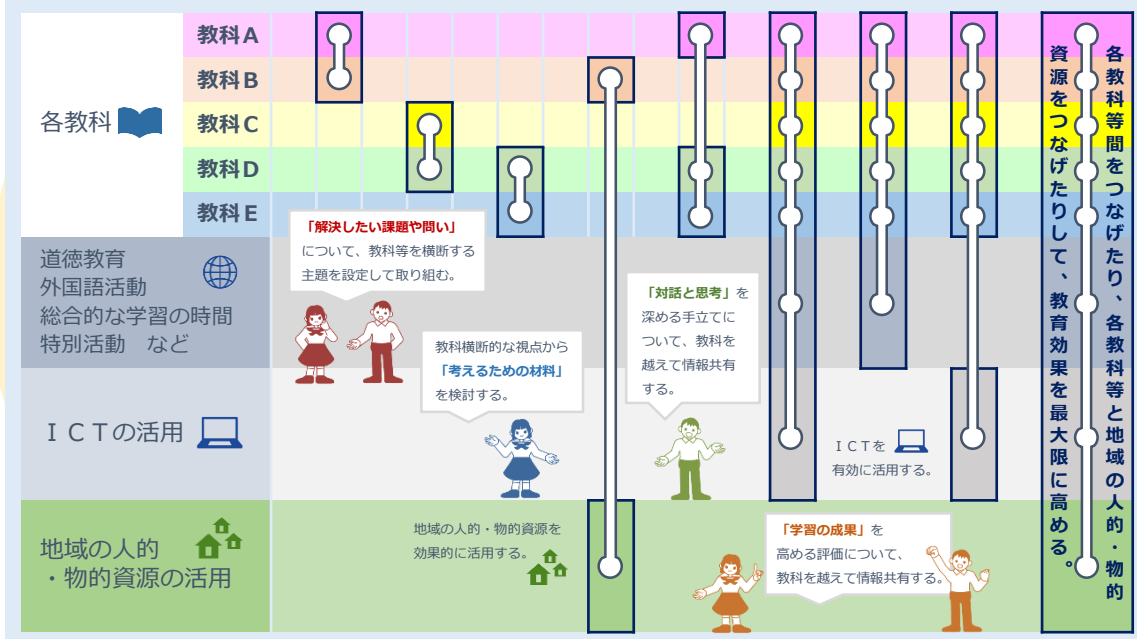 各教科
教科A
教科B
教科C
教科D
教科E
道徳教育
外国語活動
総合的な学習の時間
特別活動　など
ＩＣＴの活用
地域の人的
・物的資源の活用
「解決したい課題や問い」
について、教科等を横断する
主題を設定して取り組む。
教科横断的な視点から
「考えるための材料」
を検討する。
「対話と思考」を
深める手立てに
ついて、教科を
越えて情報共有
する。
ＩＣＴを
有効に活用する。
地域の人的・物的資源を
効果的に活用する。
「学習の成果」を
高める評価について、
教科を越えて情報共有する。
各教科等間をつなげたり、各教科等と地域の人的・物的
資源をつなげたりして、教育効果を最大限に高める。